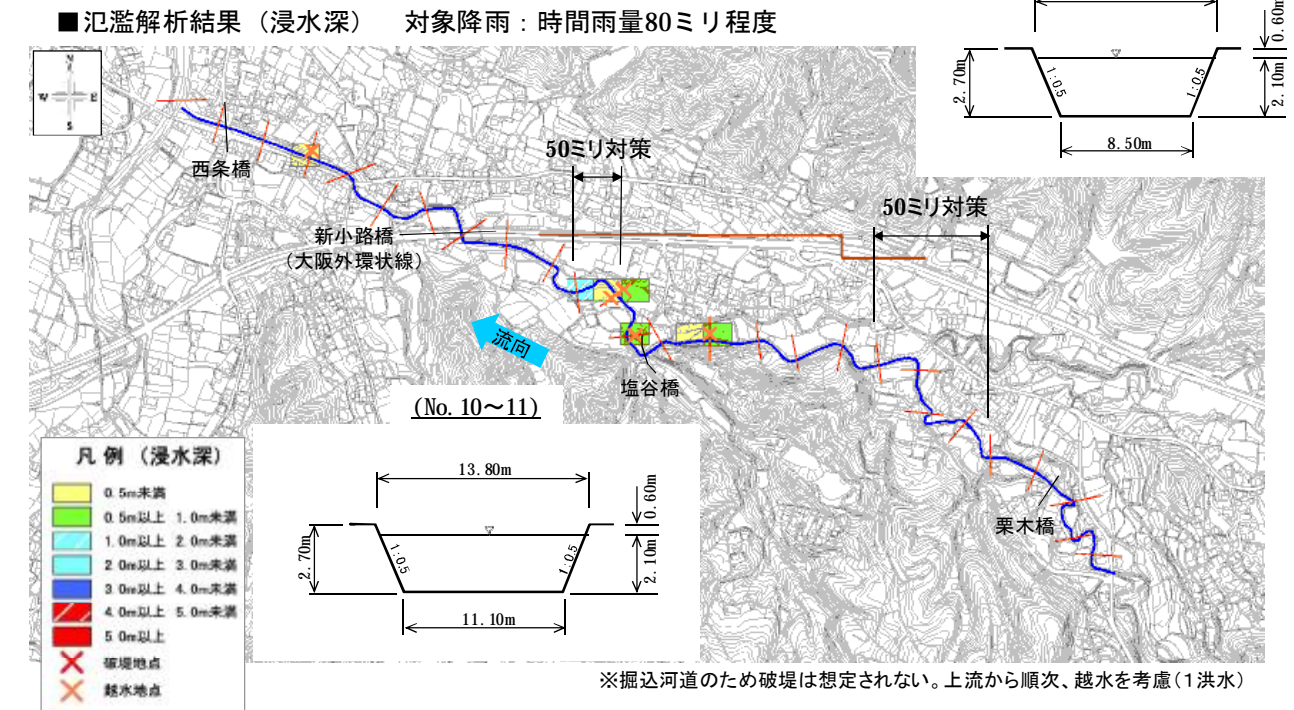 ■氾濫解析結果（浸水深）　対象降雨：時間雨量80ミリ程度
0.60m
2.70m
1:0.5
1:0.5
2.10m
8.50m
N
W
E
S
西条橋
50ミリ対策
50ミリ対策
新小路橋
（大阪外環状線）
流向
塩谷橋
栗木橋
(No. 10～11)
13.80m
0.60m
2.70m
1:0.5
1:0.5
2.10m
11.10m
凡 例 （浸水深）
0.5m未満
0.5m以上 1.0m未満
1.0m以上 2.0m未満
2.0m以上 3.0m未満
3.0m以上 4.0m未満
4.0m以上 5.0m未満
5.0m以上
破堤地点
越水地点
※掘込河道のため破堤は想定されない。上流から順次、越水を考慮（１洪水）